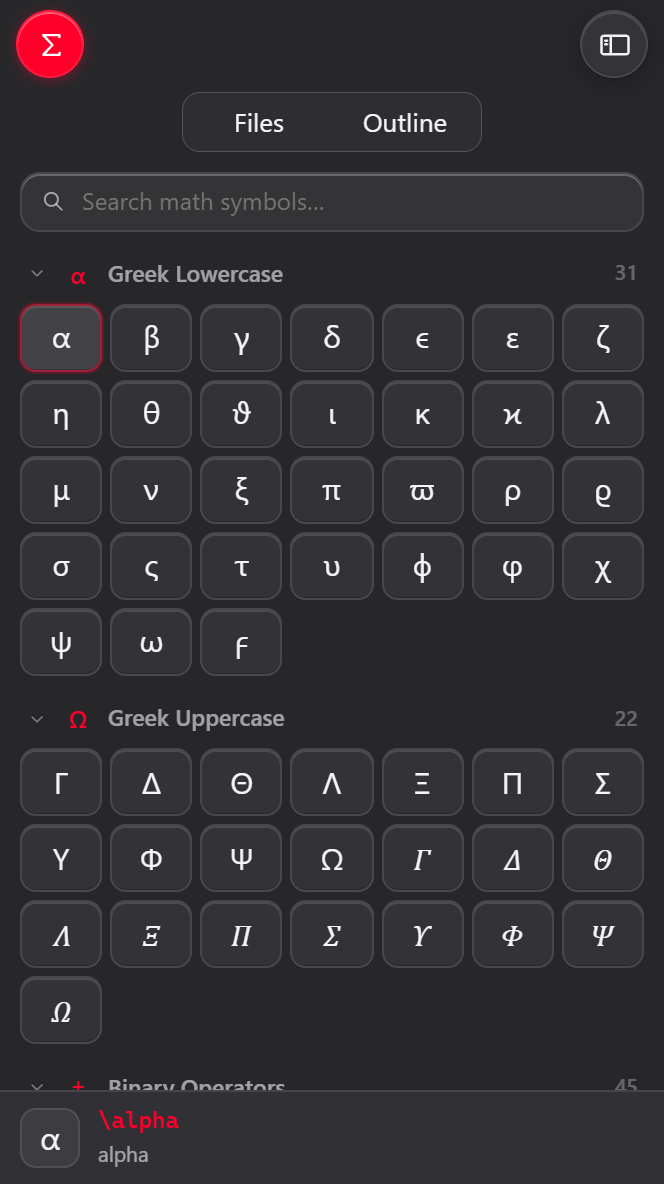 Σ
Files Outline
Search math symbols...
α Greek Lowercase 31
α β γ δ ϵ ε ζ
η θ ϑ ι κ ϰ λ
μ ν ξ π ϖ ρ ϱ
σ ς τ υ ϕ φ χ
ψ ω ϝ
Ω Greek Uppercase 22
Γ Δ Θ Λ Ξ Π Σ
Υ Φ Ψ Ω 𝛤 𝛥 𝛩
𝛬 𝛯 𝛱 𝛴 𝛶 𝛷 𝛹
𝛺
+ Binary Operators 45
α \alpha
alpha